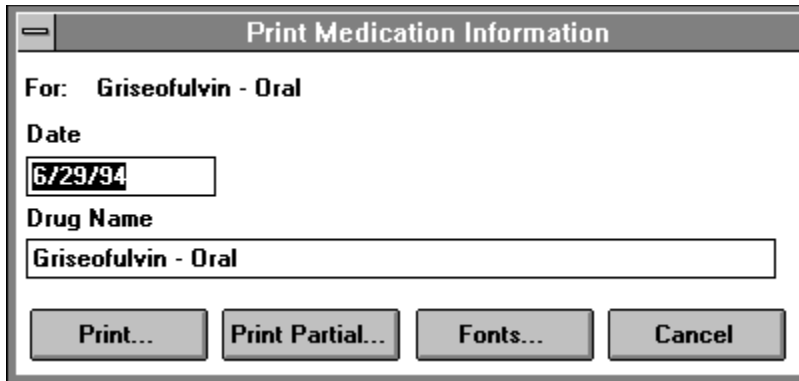 Print Medication Information
For: Griseofulvin - Oral
Date
6/29/94
Drug Name
Griseofulvin - Oral
Print... Print Partial... Fonts... Cancel